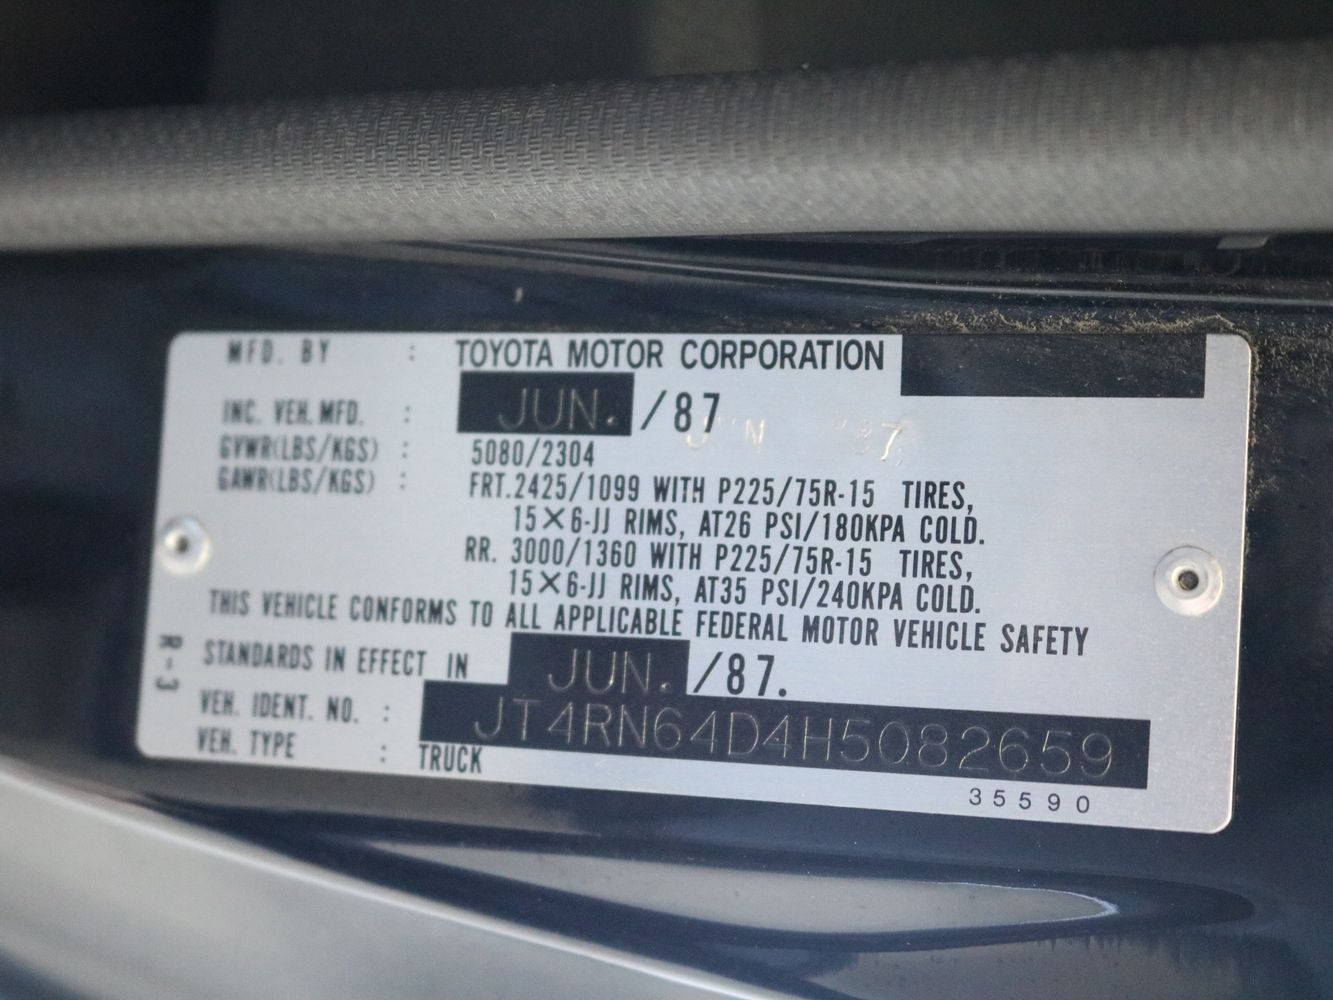 MFD. BY : TOYOTA MOTOR CORPORATION
INC. VEH. MFD. : JUN. /87
JUN '87
GVWR(LBS/KGS) : 5080/2304
GAWR(LBS/KGS) : FRT.2425/1099 WITH P225/75R-15 TIRES,
15×6-JJ RIMS, AT26 PSI/180KPA COLD.
RR. 3000/1360 WITH P225/75R-15 TIRES,
15×6-JJ RIMS, AT35 PSI/240KPA COLD.
THIS VEHICLE CONFORMS TO ALL APPLICABLE FEDERAL MOTOR VEHICLE SAFETY
STANDARDS IN EFFECT IN JUN. /87.
VEH. IDENT. NO. : JT4RN64D4H5082659
VEH. TYPE : TRUCK
35590